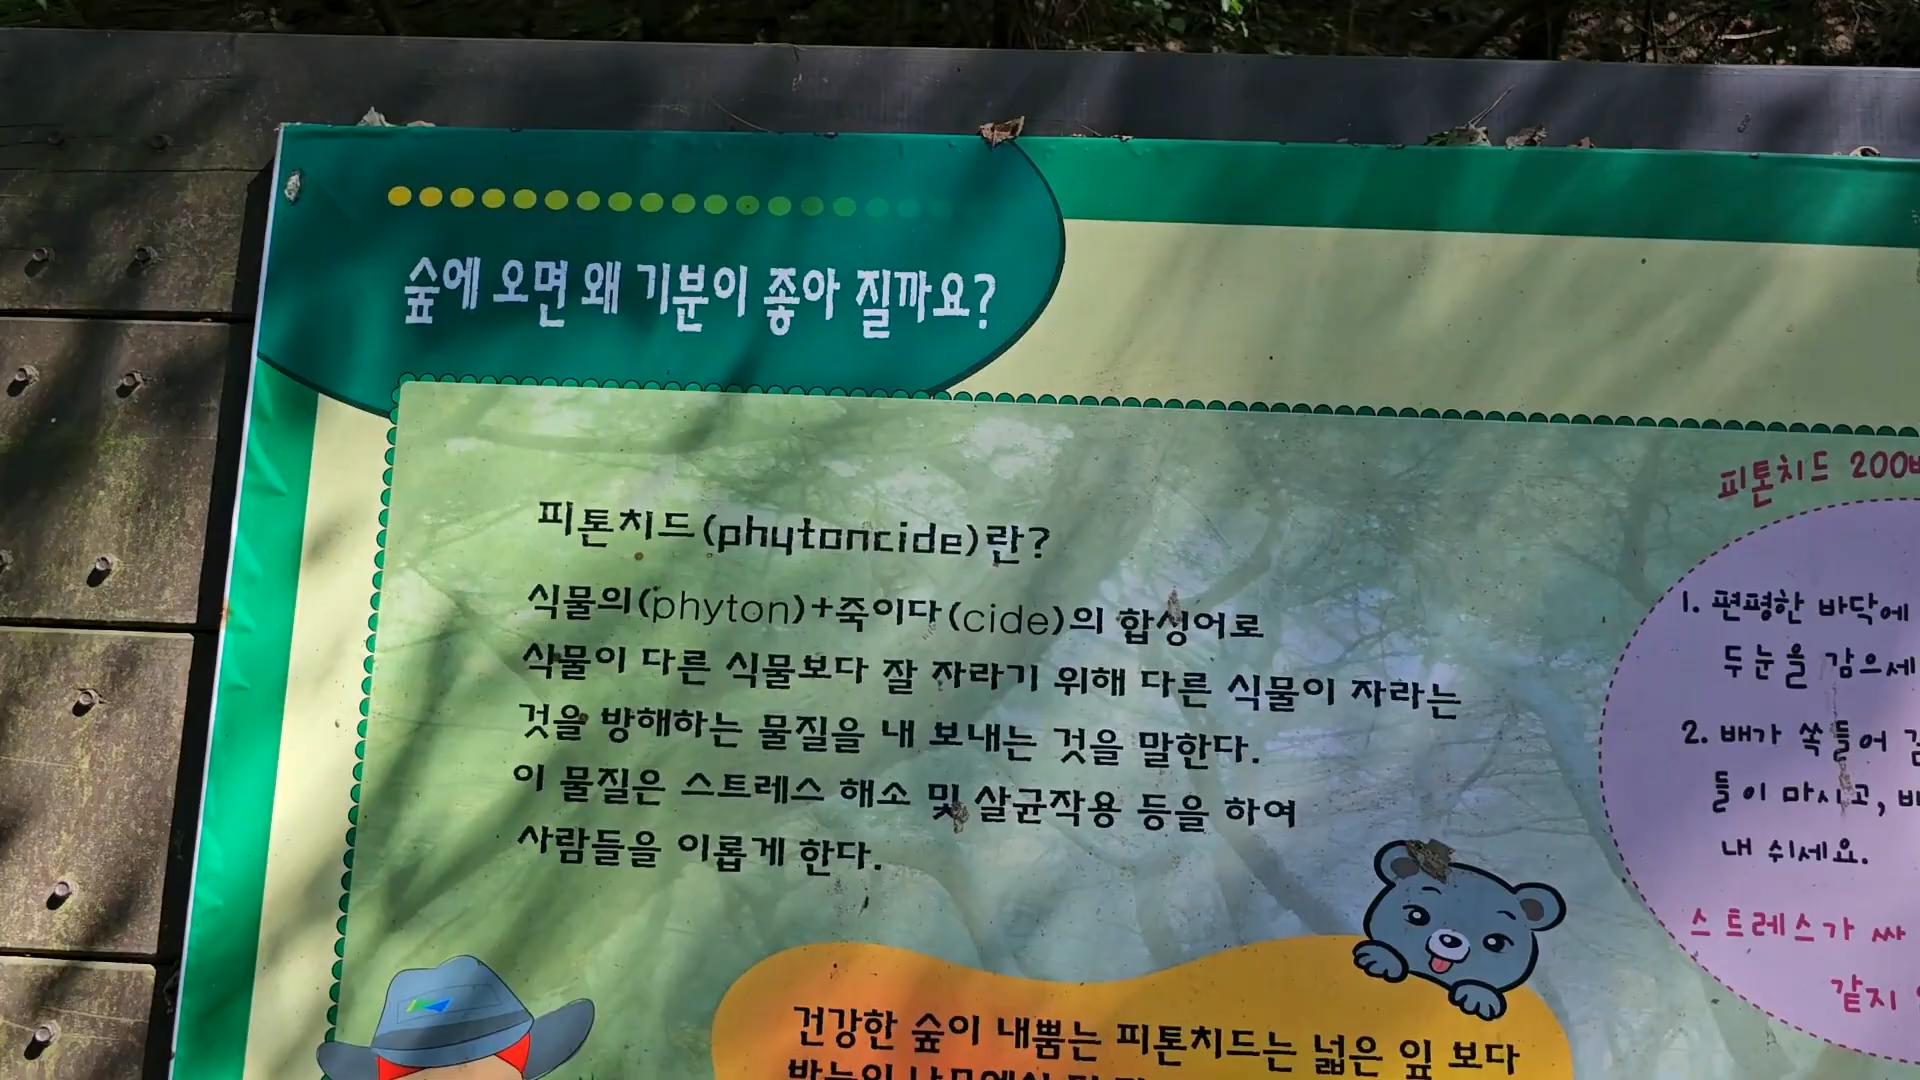 숲에 오면 왜 기분이 좋아 질까요?
피톤치드(phytoncide)란?
식물의(phyton)+죽이다(cide)의 합성어로
식물이 다른 식물보다 잘 자라기 위해 다른 식물이 자라는
것을 방해하는 물질을 내 보내는 것을 말한다.
이 물질은 스트레스 해소 및 살균작용 등을 하여
사람들을 이롭게 한다.
건강한 숲이 내뿜는 피톤치드는 넓은 잎 보다
피톤치드 200
1. 편평한 바닥에
두 눈을 감으세
2. 배가 쏙 들어
들이 마시고,
내 쉬세요.
스트레스가 싸
같지